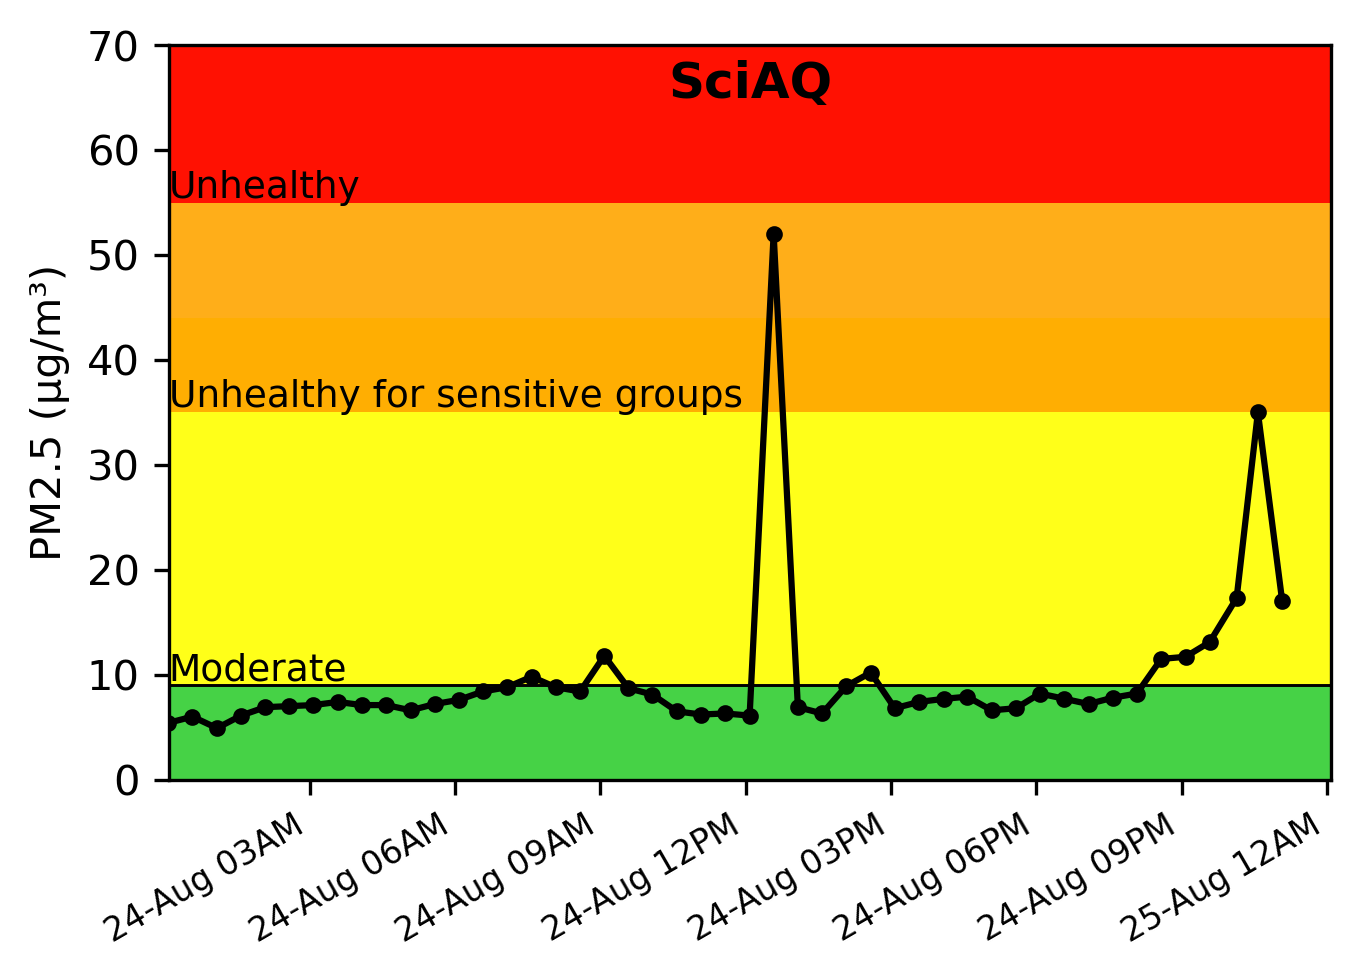 SciAQ
70
60
Unhealthy
50
40
Unhealthy for sensitive groups
30
20
Moderate
10
0
PM2.5 (μg/m³)
24-Aug 03AM
24-Aug 06AM
24-Aug 09AM
24-Aug 12PM
24-Aug 03PM
24-Aug 06PM
24-Aug 09PM
25-Aug 12AM